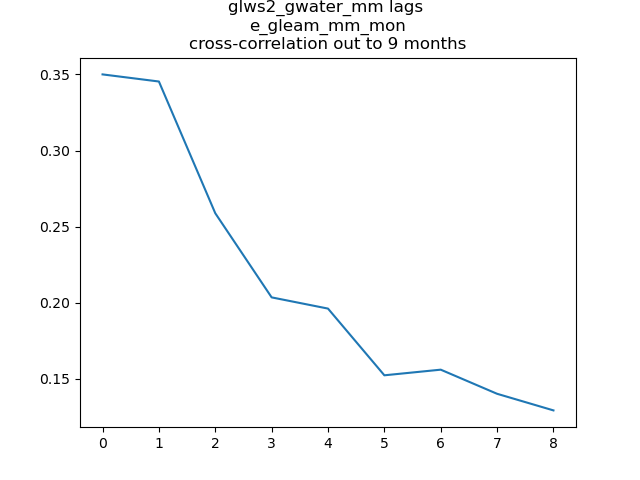 glws2_gwater_mm lags
e_gleam_mm_mon
cross-correlation out to 9 months
0.35
0.30
0.25
0.20
0.15
0 1 2 3 4 5 6 7 8